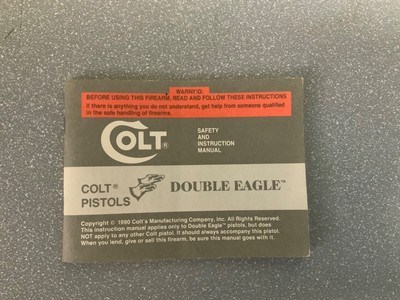 WARN'G:
BEFORE USING THIS FIREARM, READ AND FOLLOW THESE INSTRUCTIONS
If there is anything you do not understand, get help from someone qualified
in the safe handling of firearms.
COLT®
SAFETY
AND
INSTRUCTION
MANUAL
COLT®
PISTOLS
DOUBLE EAGLE™
Copyright © 1990 Colt's Manufacturing Company, Inc. All Rights Reserved.
This instruction manual applies only to Double Eagle™ pistols, but does
NOT apply to any other Colt pistol. It should always accompany this pistol.
When you lend, give or sell this firearm, be sure this manual goes with it.